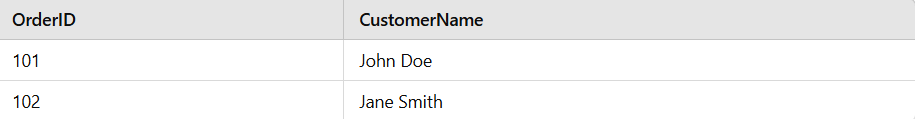 OrderID CustomerName
101 John Doe
102 Jane Smith